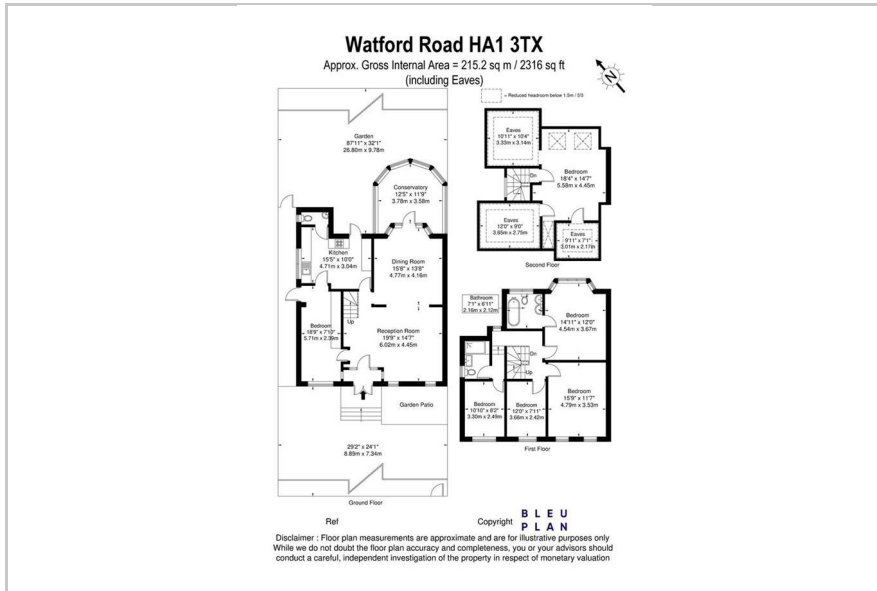 Watford Road HA1 3TX
Approx. Gross Internal Area = 215.2 sq m / 2316 sq ft
(including Eaves)
N
= Reduced headroom below 1.5m / 5'0
Garden
87'11" x 32'1"
26.80m x 9.78m
Conservatory
12'5" x 11'9"
3.78m x 3.58m
Kitchen
15'5" x 10'0"
4.71m x 3.04m
Dining Room
15'8" x 13'8"
4.77m x 4.16m
Up
Bedroom
18'9" x 7'10"
5.71m x 2.39m
Reception Room
19'9" x 14'7"
6.02m x 4.45m
Garden Patio
29'2" x 24'1"
8.89m x 7.34m
Ground Floor
Eaves
10'11" x 10'4"
3.33m x 3.14m
Dn
Bedroom
18'4" x 14'7"
5.58m x 4.45m
Eaves
12'0" x 9'0"
3.65m x 2.75m
Eaves
9'11" x 7'1"
3.01m x 2.17m
Second Floor
Bathroom
7'1" x 6'11"
2.16m x 2.12m
Bedroom
14'11" x 12'0"
4.54m x 3.67m
Dn
Up
Bedroom
15'9" x 11'7"
4.79m x 3.53m
Bedroom
10'10" x 8'2"
3.30m x 2.49m
Bedroom
12'0" x 7'11"
3.66m x 2.42m
First Floor
Ref
Copyright
BLEU
PLAN
Disclaimer : Floor plan measurements are approximate and are for illustrative purposes only
While we do not doubt the floor plan accuracy and completeness, you or your advisors should
conduct a careful, independent investigation of the property in respect of monetary valuation